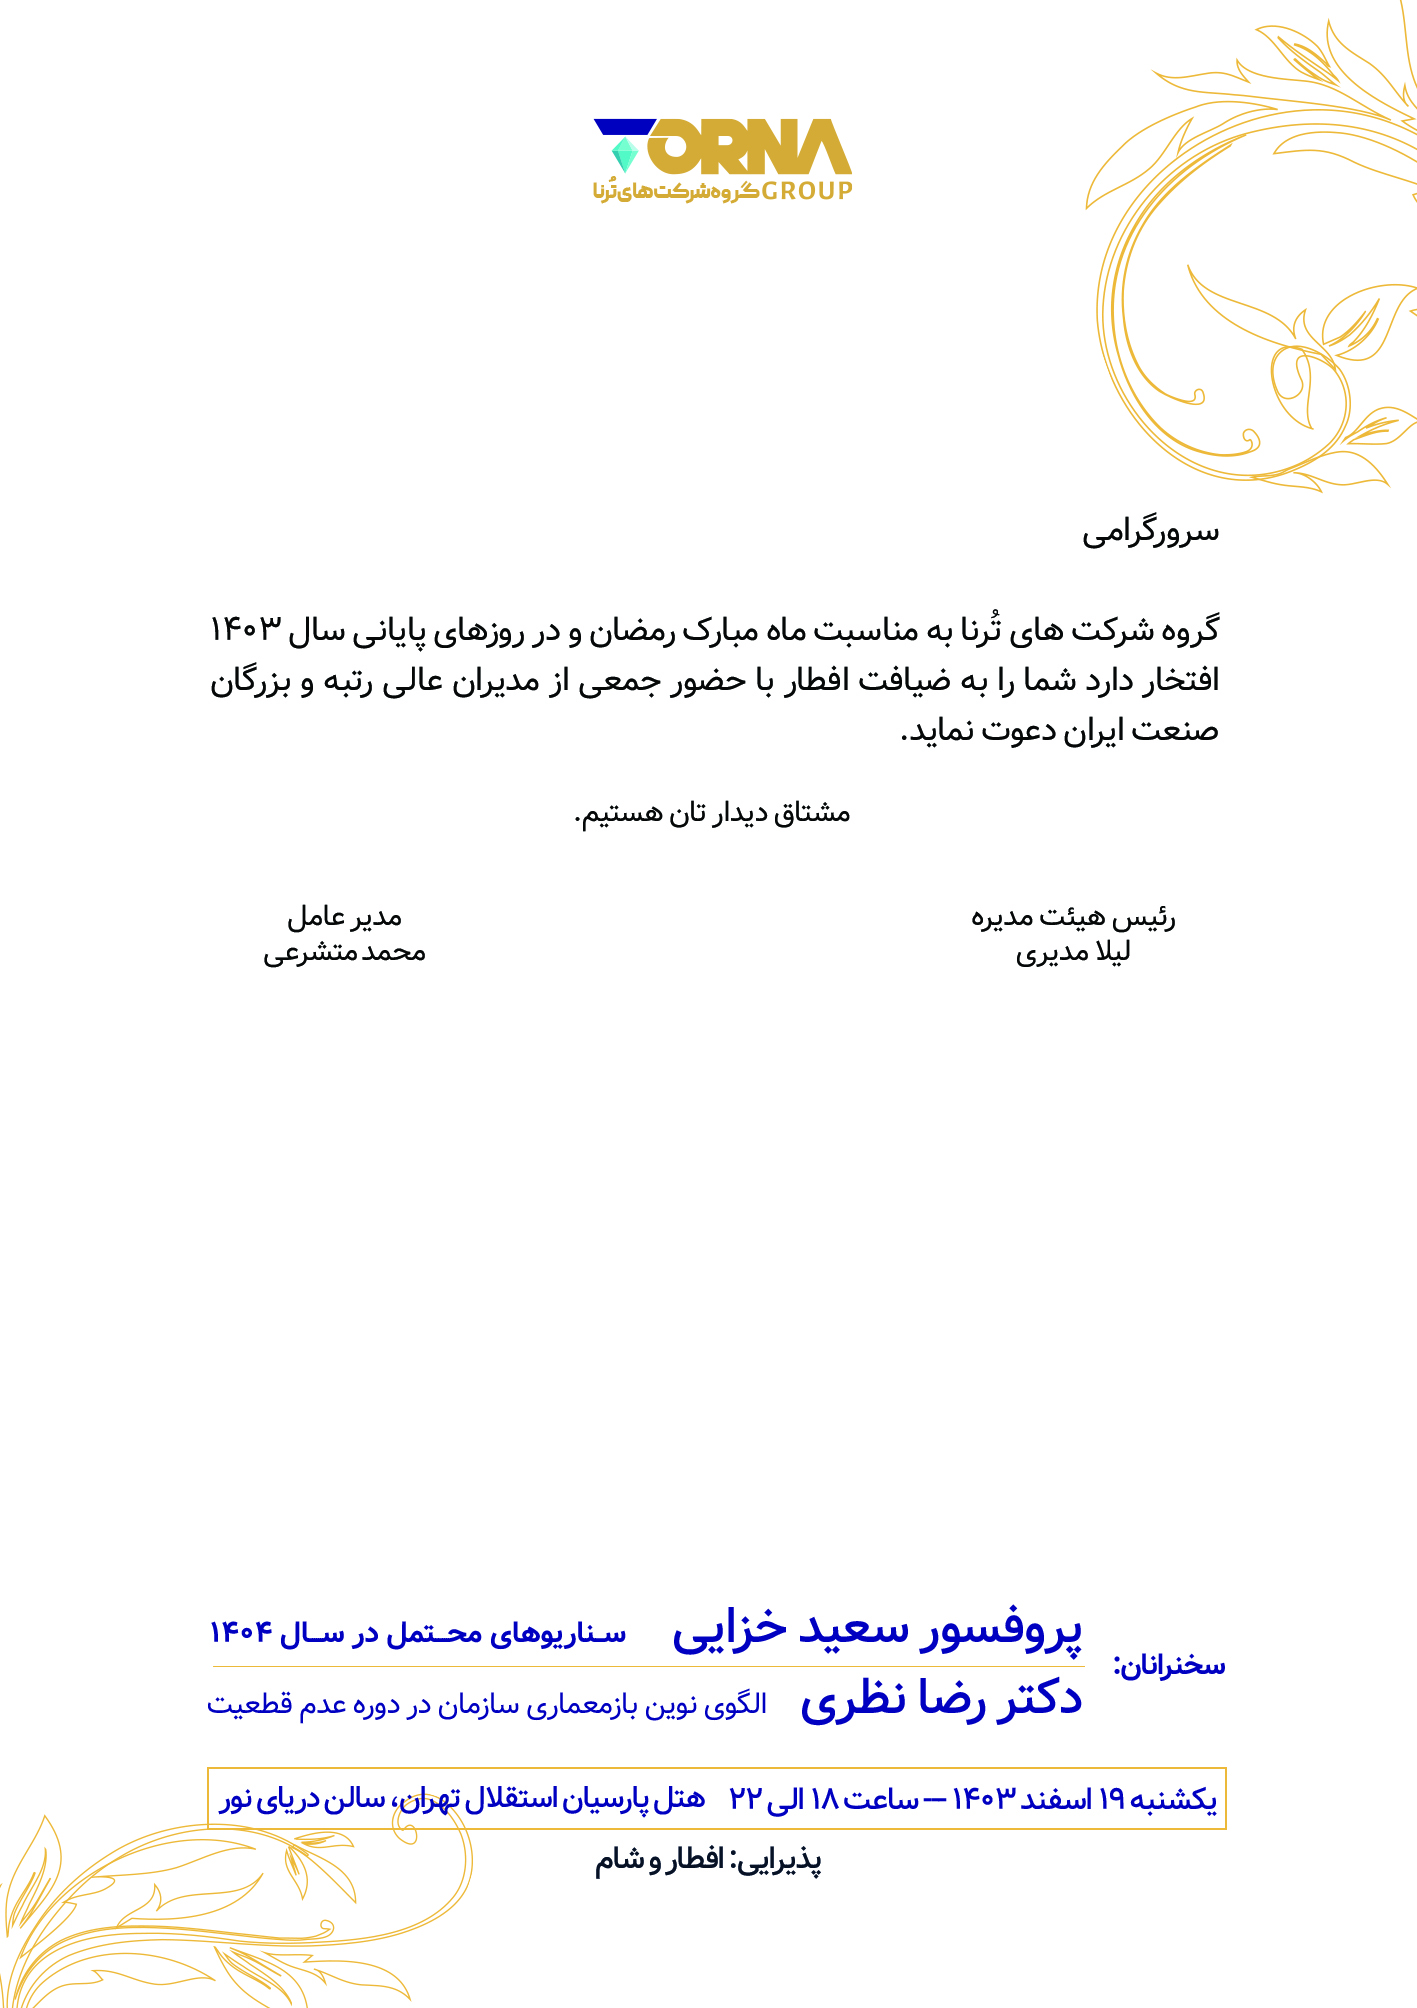 TORNA
GROUP گروه شرکت‌های تُرنا
سرورگرامی
گروه شرکت های تُرنا به مناسبت ماه مبارک رمضان و در روزهای پایانی سال ۱۴۰۳
افتخار دارد شما را به ضیافت افطار با حضور جمعی از مدیران عالی رتبه و بزرگان
صنعت ایران دعوت نماید.
مشتاق دیدار تان هستیم.
رئیس هیئت مدیره
لیلا مدیری
مدیر عامل
محمد متشرعی
سخنرانان:
پروفسور سعید خزایی سـناریوهای محـتمل در سـال ۱۴۰۴
دکتر رضا نظری الگوی نوین بازمعماری سازمان در دوره عدم قطعیت
یکشنبه ۱۹ اسفند ۱۴۰۳ — ساعت ۱۸ الی ۲۲ هتل پارسیان استقلال تهران، سالن دریای نور
پذیرایی: افطار و شام